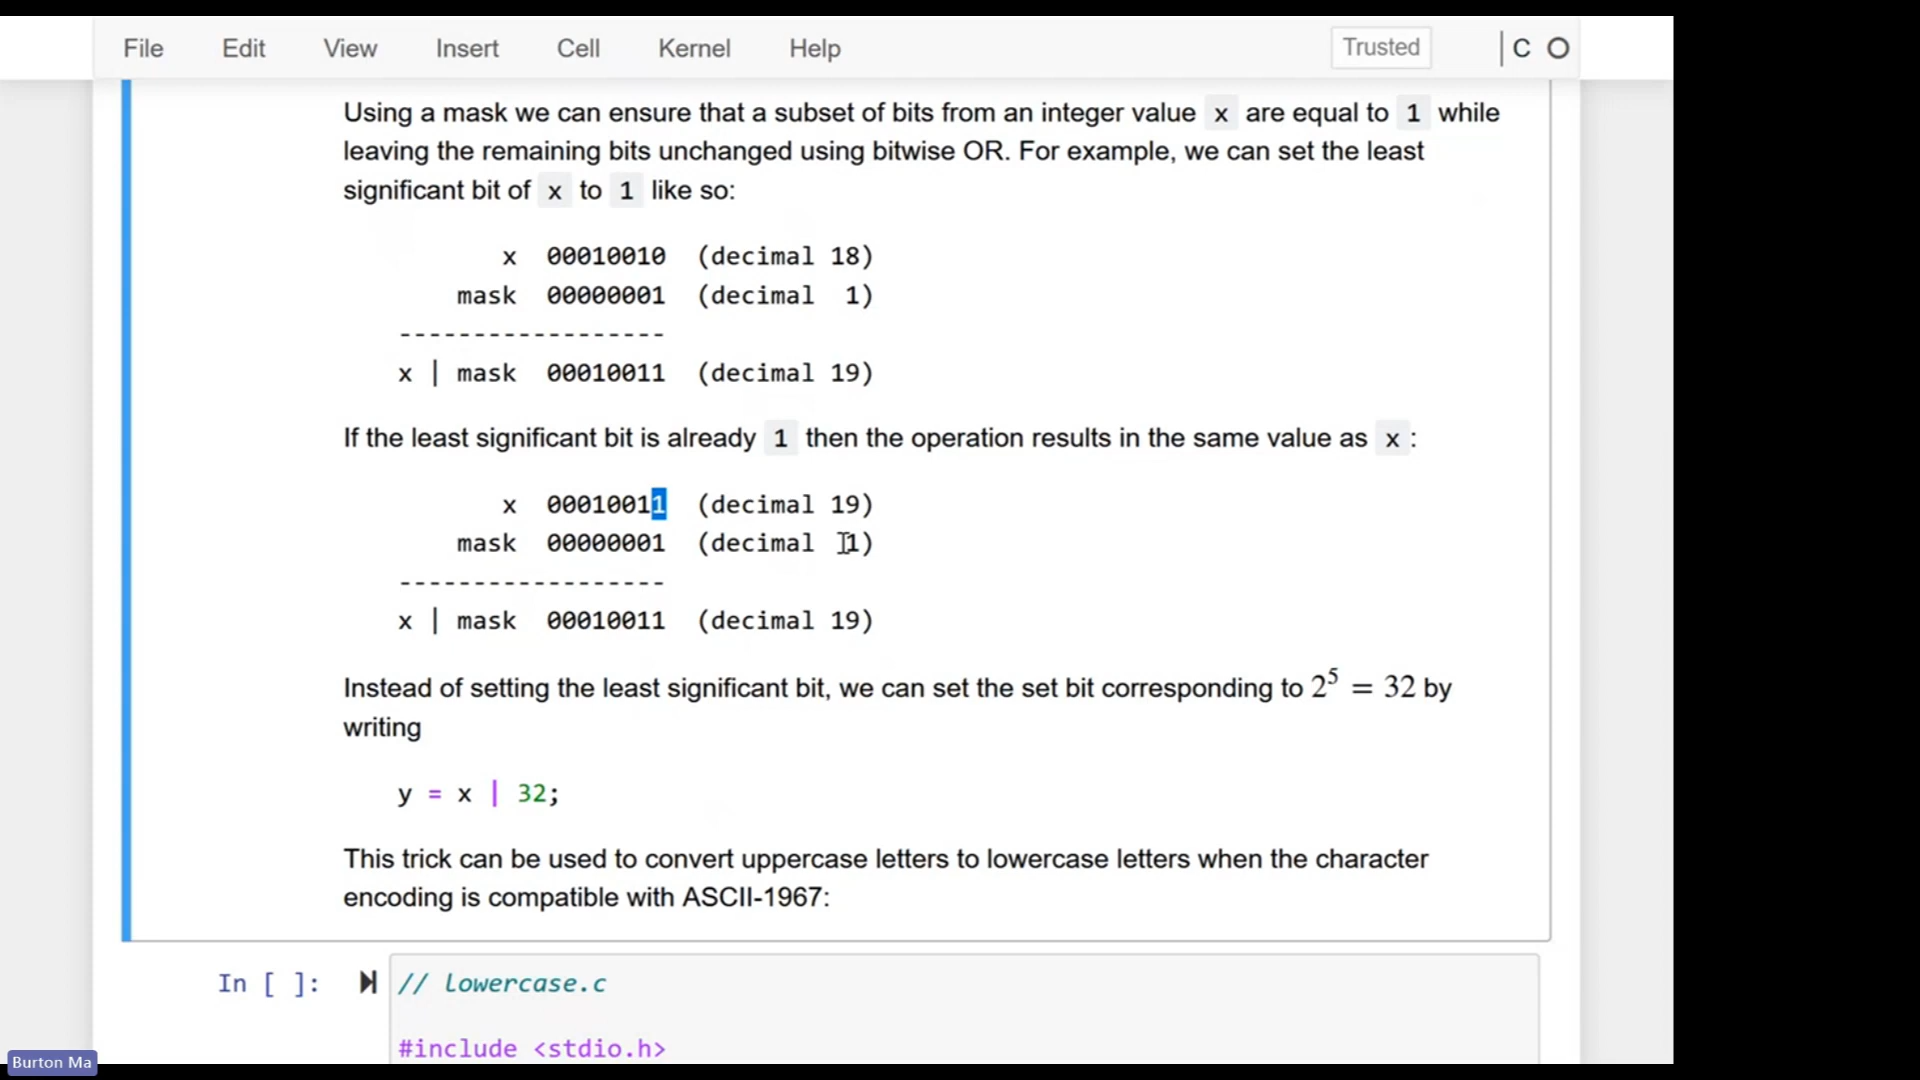 File Edit View Insert Cell Kernel Help Trusted C
Using a mask we can ensure that a subset of bits from an integer value x are equal to 1 while
leaving the remaining bits unchanged using bitwise OR. For example, we can set the least
significant bit of x to 1 like so:
x 00010010 (decimal 18)
mask 00000001 (decimal 1)
------------------
x | mask 00010011 (decimal 19)
If the least significant bit is already 1 then the operation results in the same value as x:
x 00010011 (decimal 19)
mask 00000001 (decimal 1)
------------------
x | mask 00010011 (decimal 19)
Instead of setting the least significant bit, we can set the set bit corresponding to 2⁵ = 32 by
writing
y = x | 32;
This trick can be used to convert uppercase letters to lowercase letters when the character
encoding is compatible with ASCII-1967:
In [ ]: // lowercase.c
#include <stdio.h>
Burton Ma